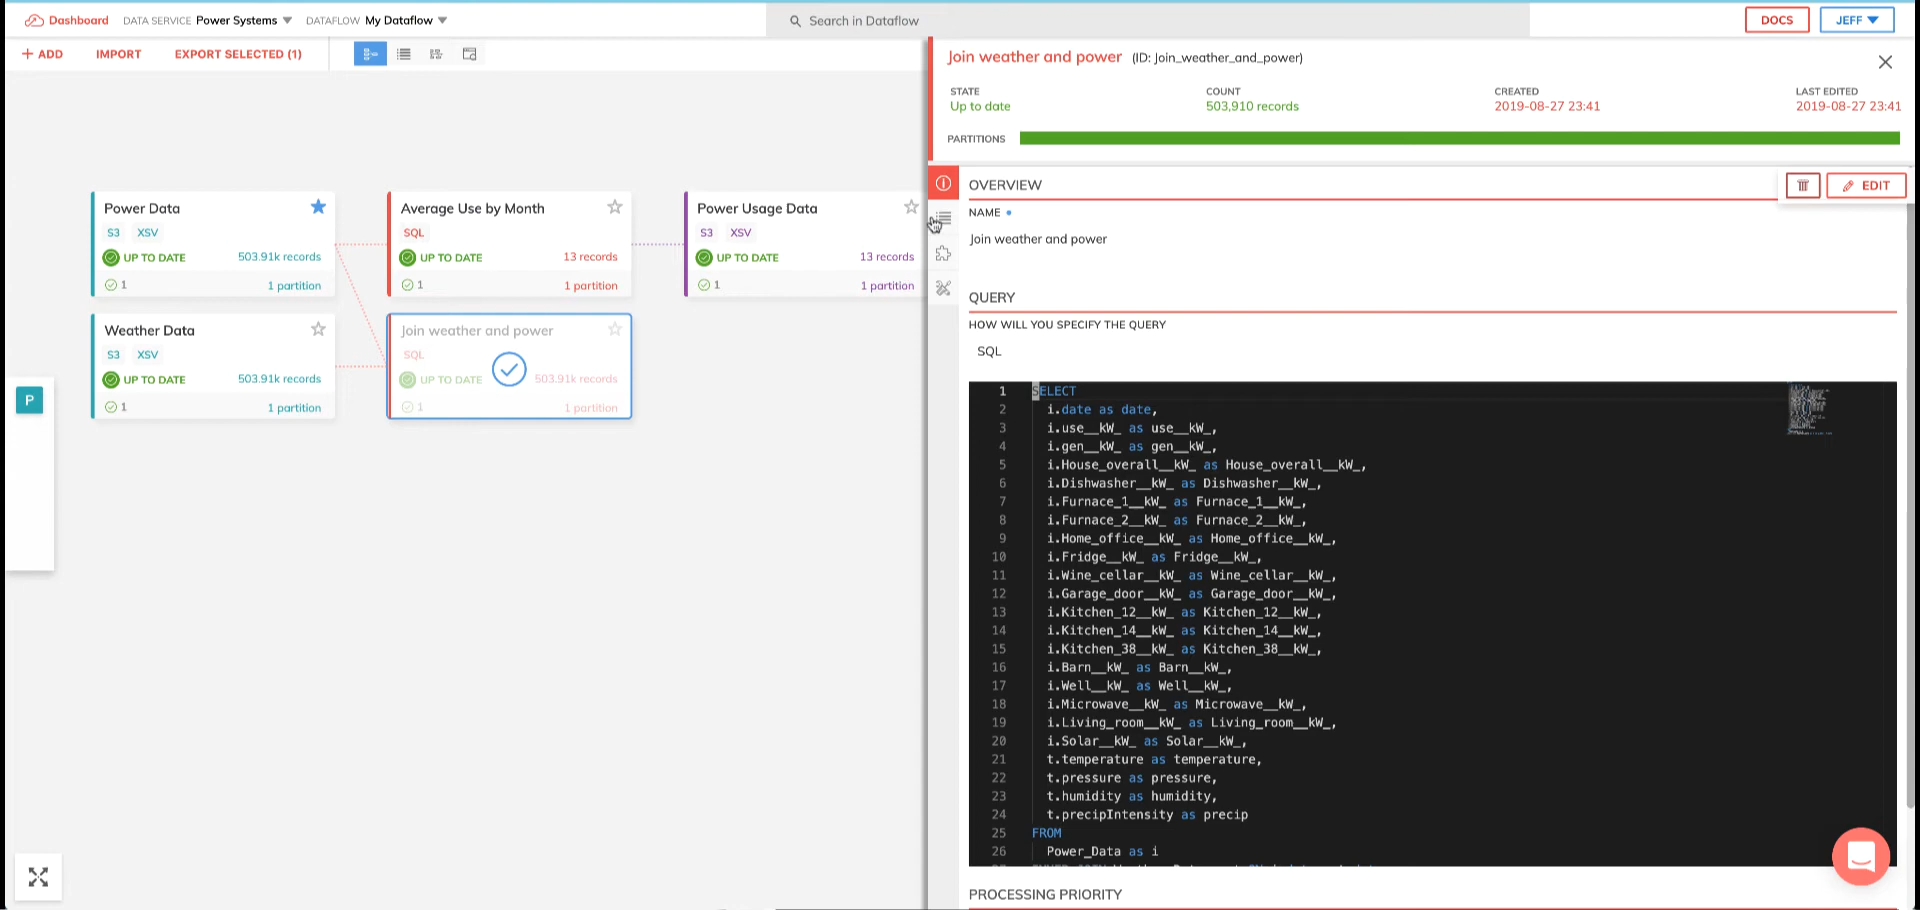 Dashboard DATA SERVICE Power Systems DATAFLOW My Dataflow Search in Dataflow DOCS JEFF
+ ADD IMPORT EXPORT SELECTED (1)
Join weather and power (ID: Join_weather_and_power)
STATE COUNT CREATED LAST EDITED
Up to date 503,910 records 2019-08-27 23:41 2019-08-27 23:41
PARTITIONS
Power Data
S3 XSV
UP TO DATE 503.91k records
1 1 partition
Average Use by Month
SQL
UP TO DATE 13 records
1 1 partition
Power Usage Data
S3 XSV
UP TO DATE 13 records
1 1 partition
Weather Data
S3 XSV
UP TO DATE 503.91k records
1 1 partition
Join weather and power
SQL
UP TO DATE 503.91k records
1 1 partition
P
OVERVIEW EDIT
NAME
Join weather and power
QUERY
HOW WILL YOU SPECIFY THE QUERY
SQL
1 SELECT
2 i.date as date,
3 i.use__kW_ as use__kW_,
4 i.gen__kW_ as gen__kW_,
5 i.House_overall__kW_ as House_overall__kW_,
6 i.Dishwasher__kW_ as Dishwasher__kW_,
7 i.Furnace_1__kW_ as Furnace_1__kW_,
8 i.Furnace_2__kW_ as Furnace_2__kW_,
9 i.Home_office__kW_ as Home_office__kW_,
10 i.Fridge__kW_ as Fridge__kW_,
11 i.Wine_cellar__kW_ as Wine_cellar__kW_,
12 i.Garage_door__kW_ as Garage_door__kW_,
13 i.Kitchen_12__kW_ as Kitchen_12__kW_,
14 i.Kitchen_14__kW_ as Kitchen_14__kW_,
15 i.Kitchen_38__kW_ as Kitchen_38__kW_,
16 i.Barn__kW_ as Barn__kW_,
17 i.Well__kW_ as Well__kW_,
18 i.Microwave__kW_ as Microwave__kW_,
19 i.Living_room__kW_ as Living_room__kW_,
20 i.Solar__kW_ as Solar__kW_,
21 t.temperature as temperature,
22 t.pressure as pressure,
23 t.humidity as humidity,
24 t.precipIntensity as precip
25 FROM
26 Power_Data as i
PROCESSING PRIORITY